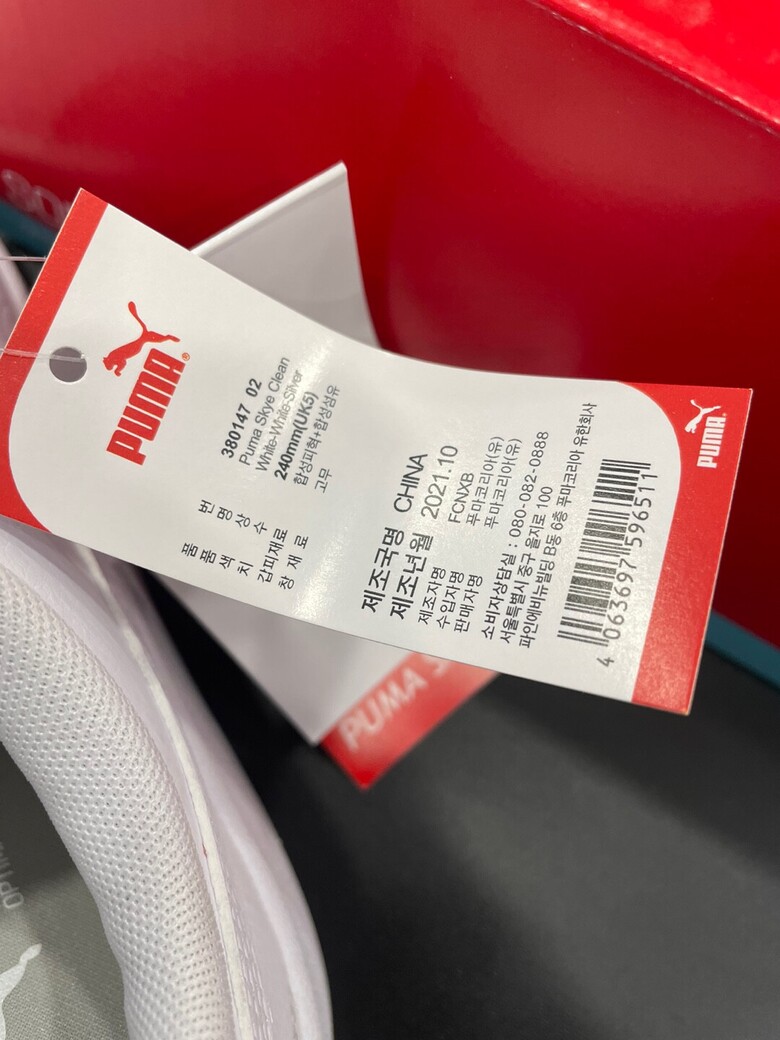 PUMA
품 번 380147 02
품 명 Puma Skye Clean
색 상 White-White-Silver
치 수 240mm(UK5)
갑피재료 합성피혁+합성섬유
창 재 료 고무
제조국명 CHINA
제조년월 2021.10
제조자명 FCNXB
수입자명 푸마코리아(유)
판매자명 푸마코리아(유)
소비자상담실 : 080-082-0888
서울특별시 중구 을지로 100
파인에비뉴빌딩 B동 6층 푸마코리아 유한회사
4 063697 596511
PUMA
PUMA